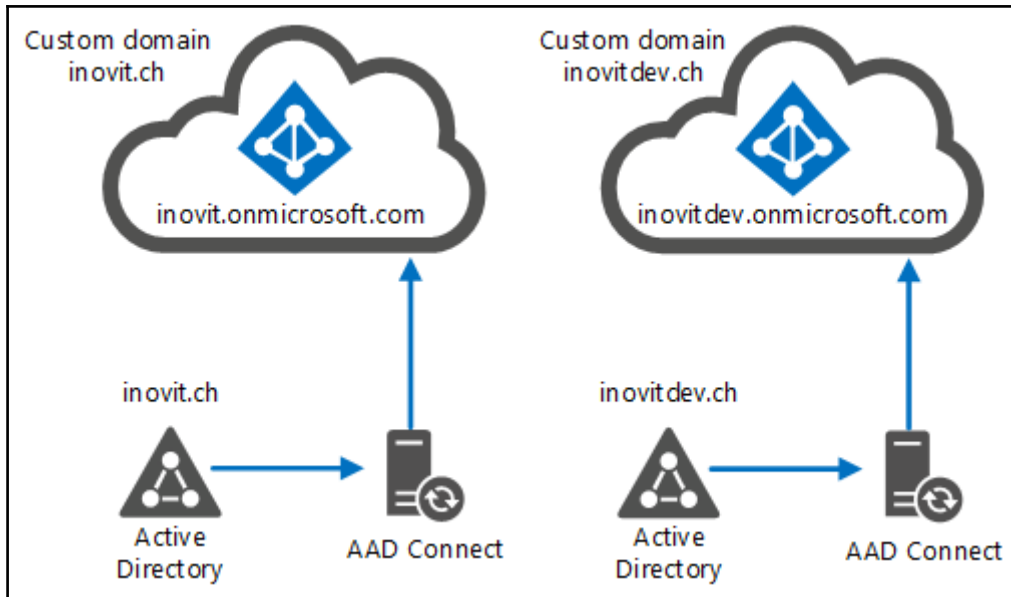 Custom domain
inovit.ch
inovit.onmicrosoft.com
inovit.ch
Active
Directory
AAD Connect
Custom domain
inovitdev.ch
inovitdev.onmicrosoft.com
inovitdev.ch
Active
Directory
AAD Connect